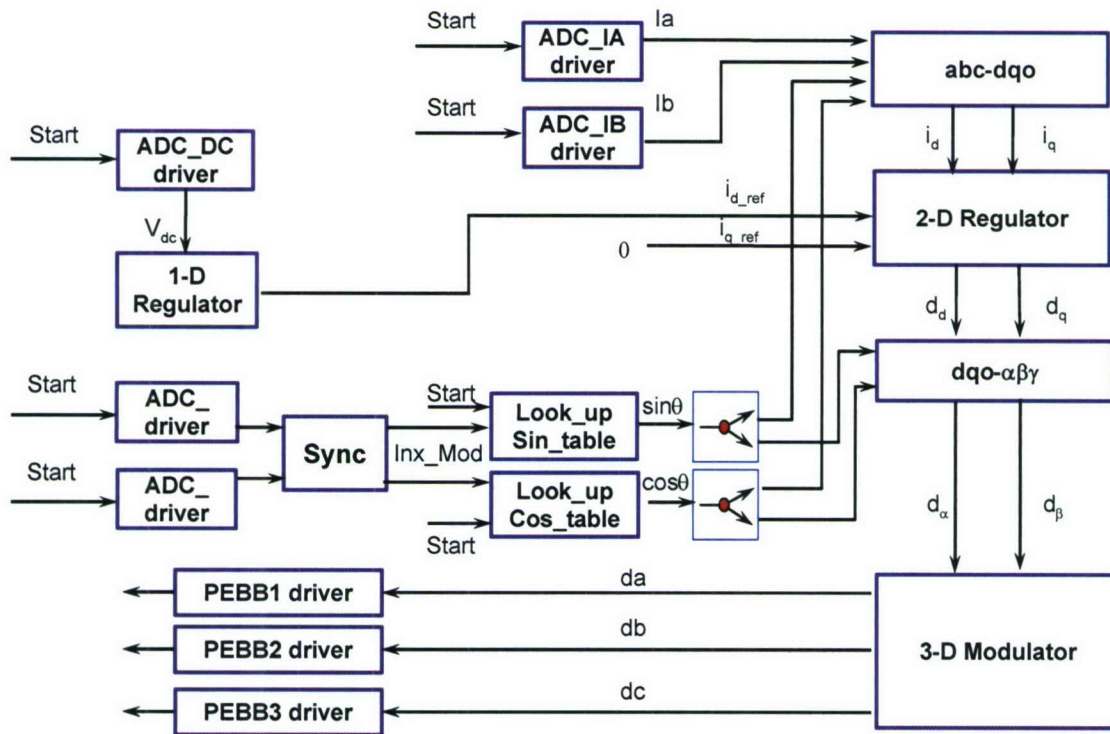 Start
ADC_IA
driver
Ia
abc-dqo
Start
ADC_IB
driver
Ib
Start
ADC_DC
driver
i_d
i_q
V_dc
i_d_ref
i_q_ref
0
2-D Regulator
1-D
Regulator
d_d
d_q
dqo-αβγ
Start
ADC_
driver
Start
Look_up
Sin_table
sinθ
Sync
Inx_Mod
Start
ADC_
driver
Look_up
Cos_table
cosθ
Start
d_α
d_β
PEBB1 driver
da
PEBB2 driver
db
3-D Modulator
PEBB3 driver
dc